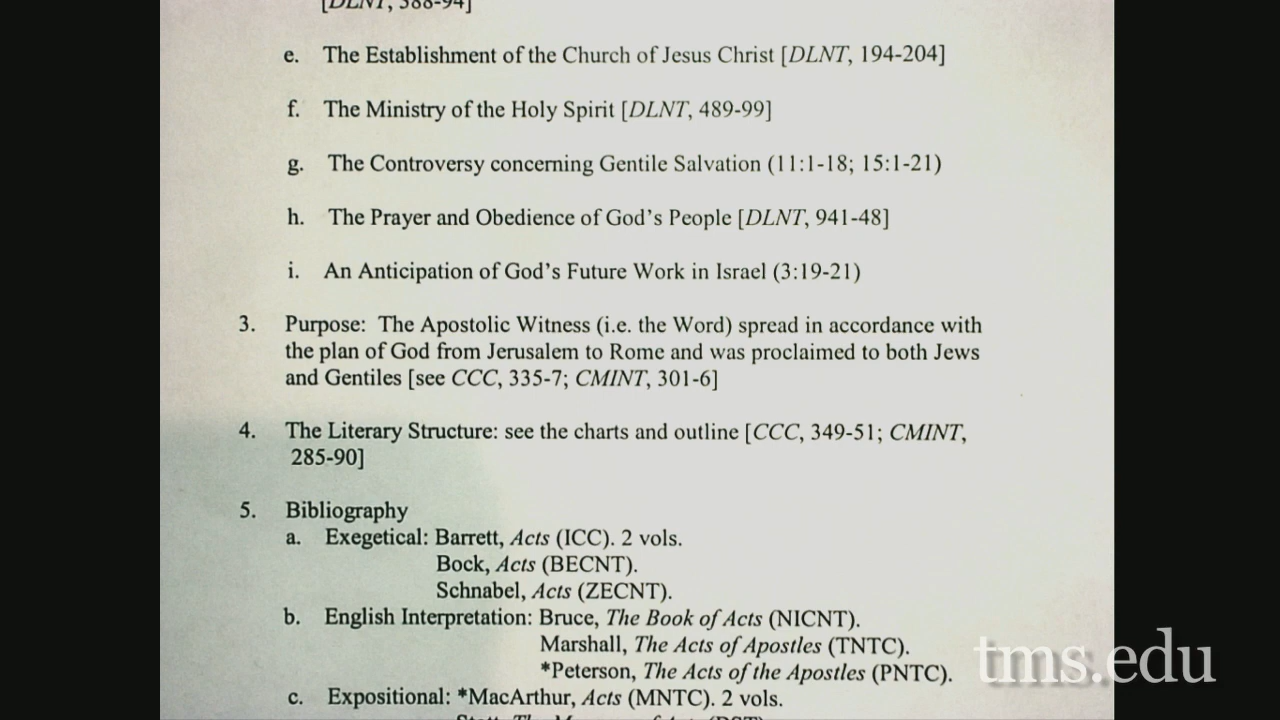 [DLNT, 388-94]
e. The Establishment of the Church of Jesus Christ [DLNT, 194-204]
f. The Ministry of the Holy Spirit [DLNT, 489-99]
g. The Controversy concerning Gentile Salvation (11:1-18; 15:1-21)
h. The Prayer and Obedience of God's People [DLNT, 941-48]
i. An Anticipation of God's Future Work in Israel (3:19-21)
3. Purpose: The Apostolic Witness (i.e. the Word) spread in accordance with
the plan of God from Jerusalem to Rome and was proclaimed to both Jews
and Gentiles [see CCC, 335-7; CMINT, 301-6]
4. The Literary Structure: see the charts and outline [CCC, 349-51; CMINT,
285-90]
5. Bibliography
a. Exegetical: Barrett, Acts (ICC). 2 vols.
Bock, Acts (BECNT).
Schnabel, Acts (ZECNT).
b. English Interpretation: Bruce, The Book of Acts (NICNT).
Marshall, The Acts of Apostles (TNTC).
*Peterson, The Acts of the Apostles (PNTC).
c. Expositional: *MacArthur, Acts (MNTC). 2 vols.
tms.edu